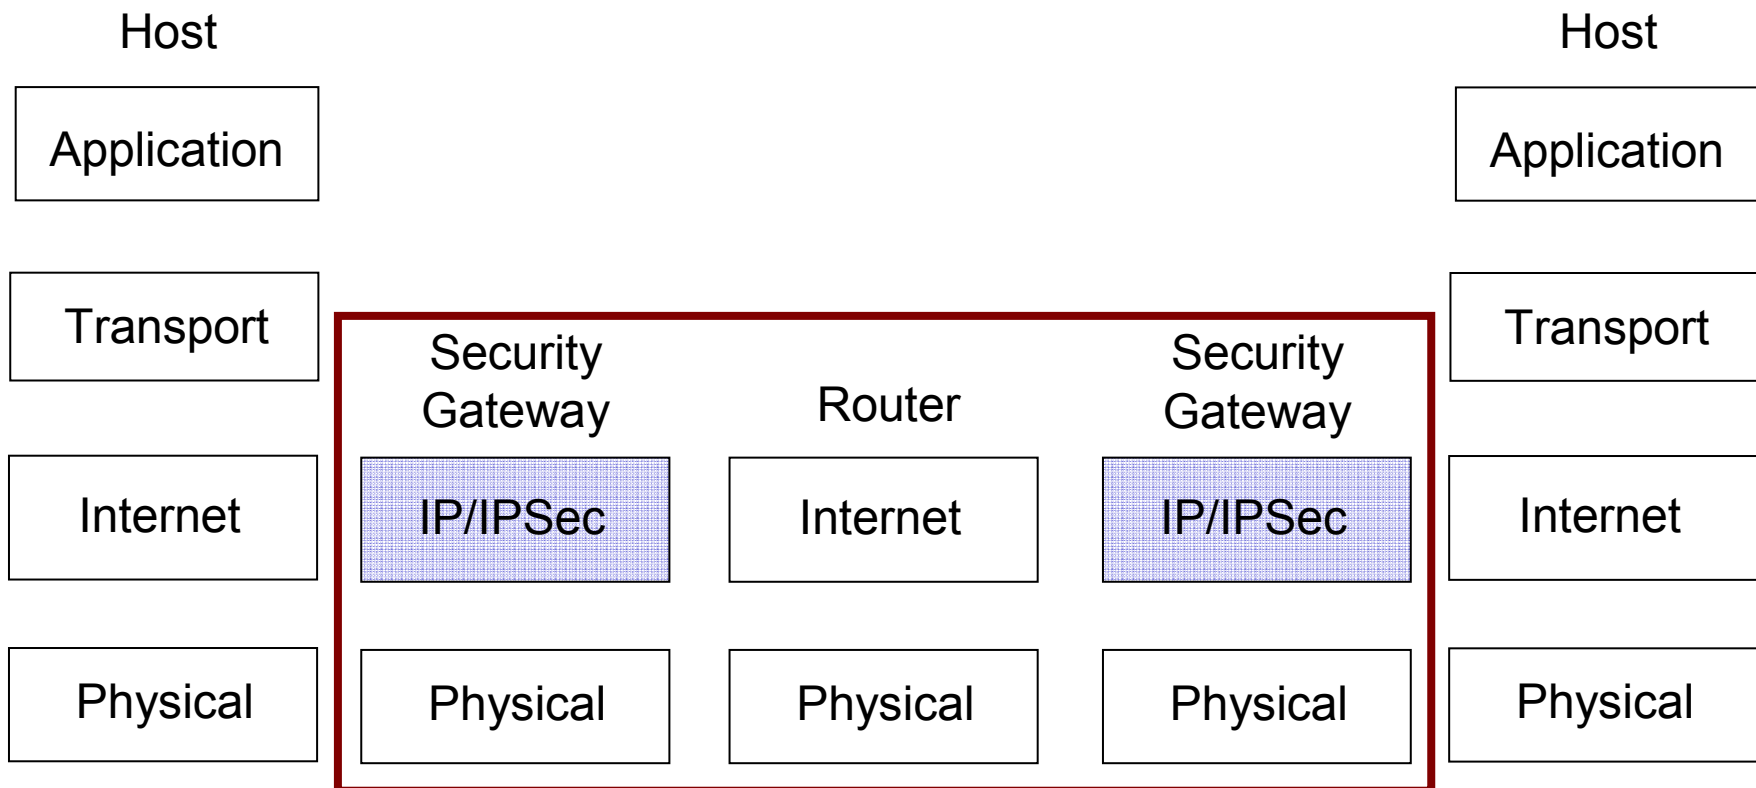 Host
Host
Application
Application
Transport
Transport
Security
Gateway
Router
Security
Gateway
Internet
IP/IPSec
Internet
IP/IPSec
Internet
Physical
Physical
Physical
Physical
Physical